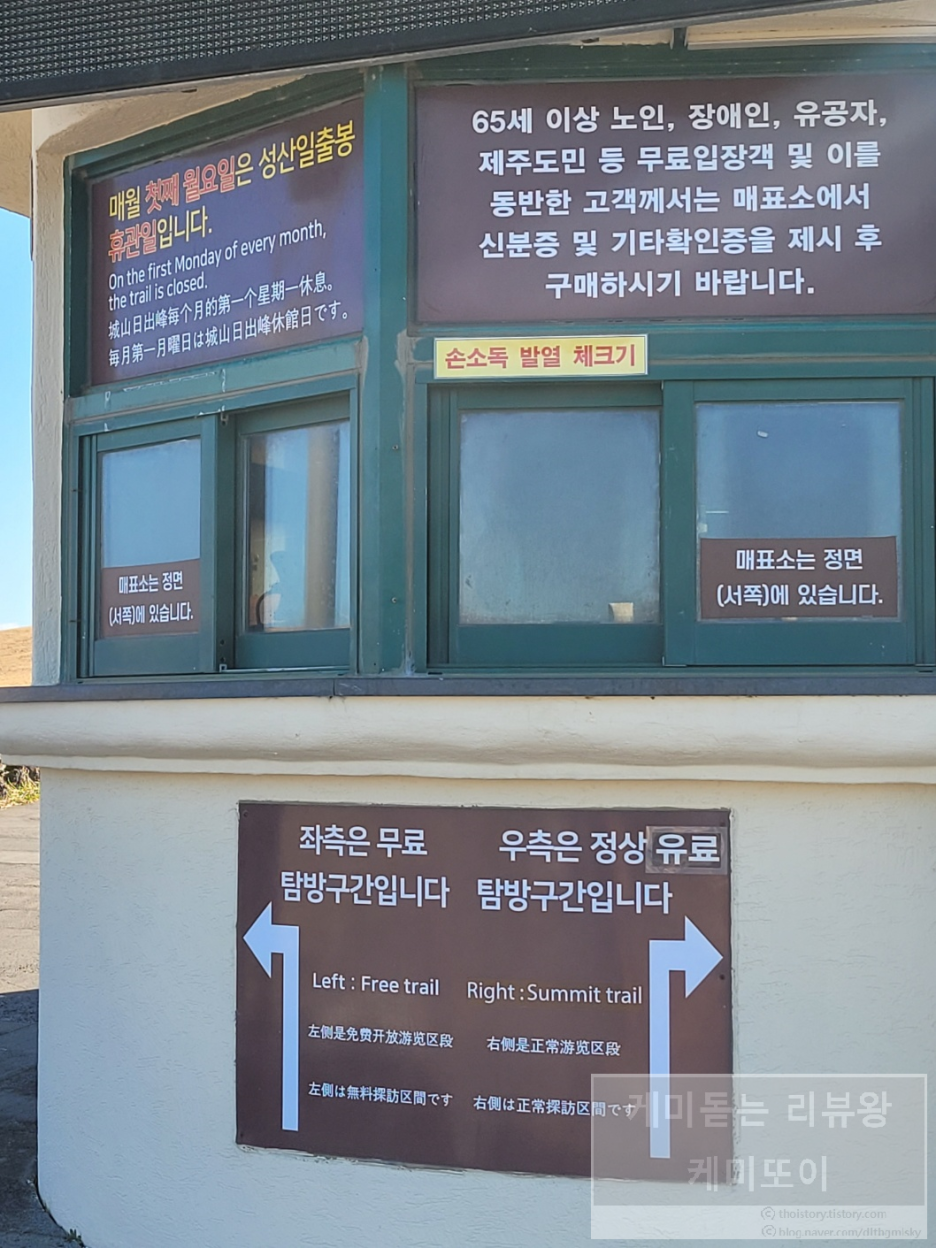 매월 첫째 월요일은 성산일출봉
휴관일입니다.
On the first Monday of every month,
the trail is closed.
城山日出峰每个月的第一个星期一休息。
毎月第一月曜日は城山日出峰休館日です。
65세 이상 노인, 장애인, 유공자,
제주도민 등 무료입장객 및 이를
동반한 고객께서는 매표소에서
신분증 및 기타확인증을 제시 후
구매하시기 바랍니다.
손소독 발열 체크기
매표소는 정면
(서쪽)에 있습니다.
매표소는 정면
(서쪽)에 있습니다.
좌측은 무료
탐방구간입니다
우측은 정상 유료
탐방구간입니다
Left : Free trail
Right : Summit trail
左侧是免费开放游览区段
右侧是正常游览区段
左側は無料探訪区間です
右側は正常探訪区間です
케미돋는 리뷰왕
케미또이
© thoistory.tistory.com